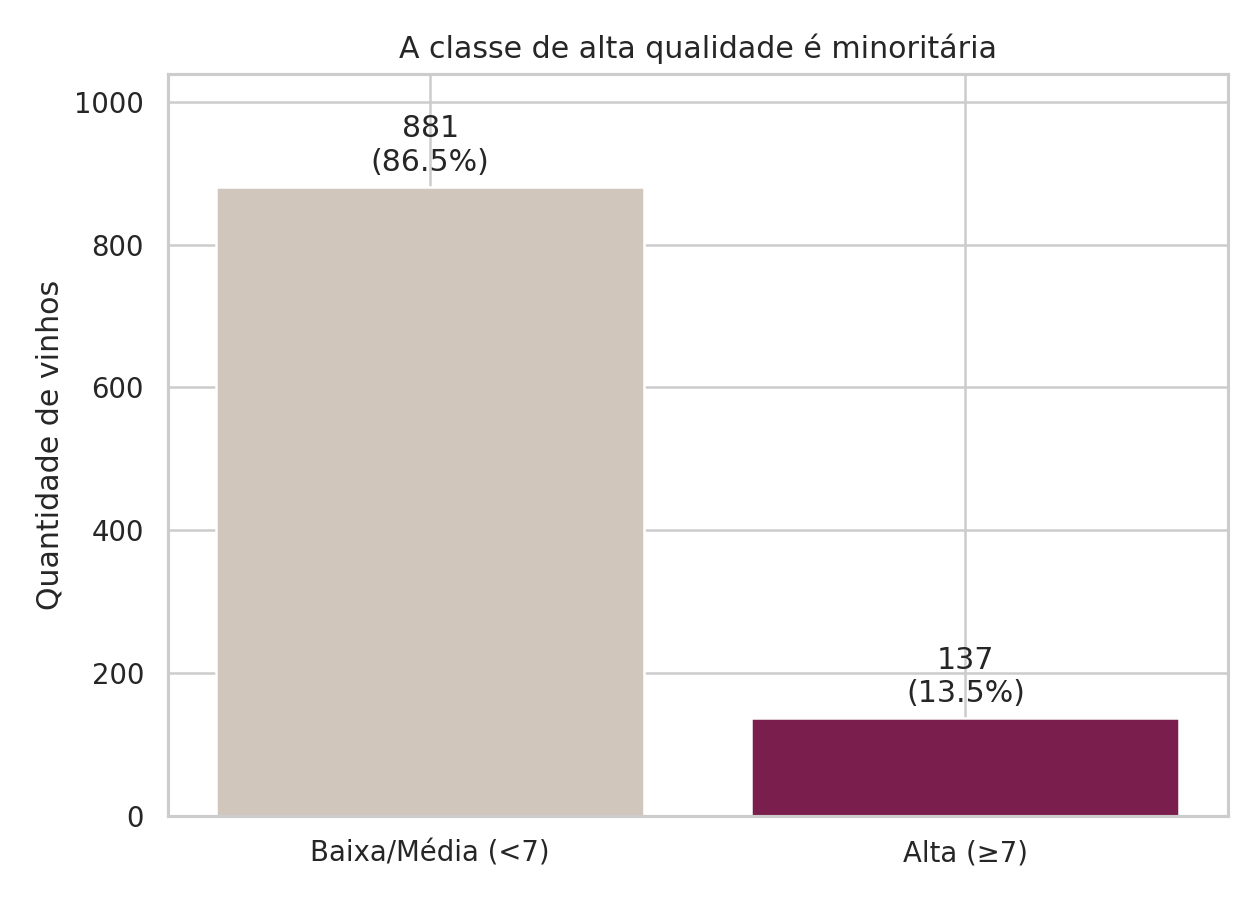 A classe de alta qualidade é minoritária
1000
800
600
400
200
0
Quantidade de vinhos
881
(86.5%)
137
(13.5%)
Baixa/Média (<7)
Alta (≥7)